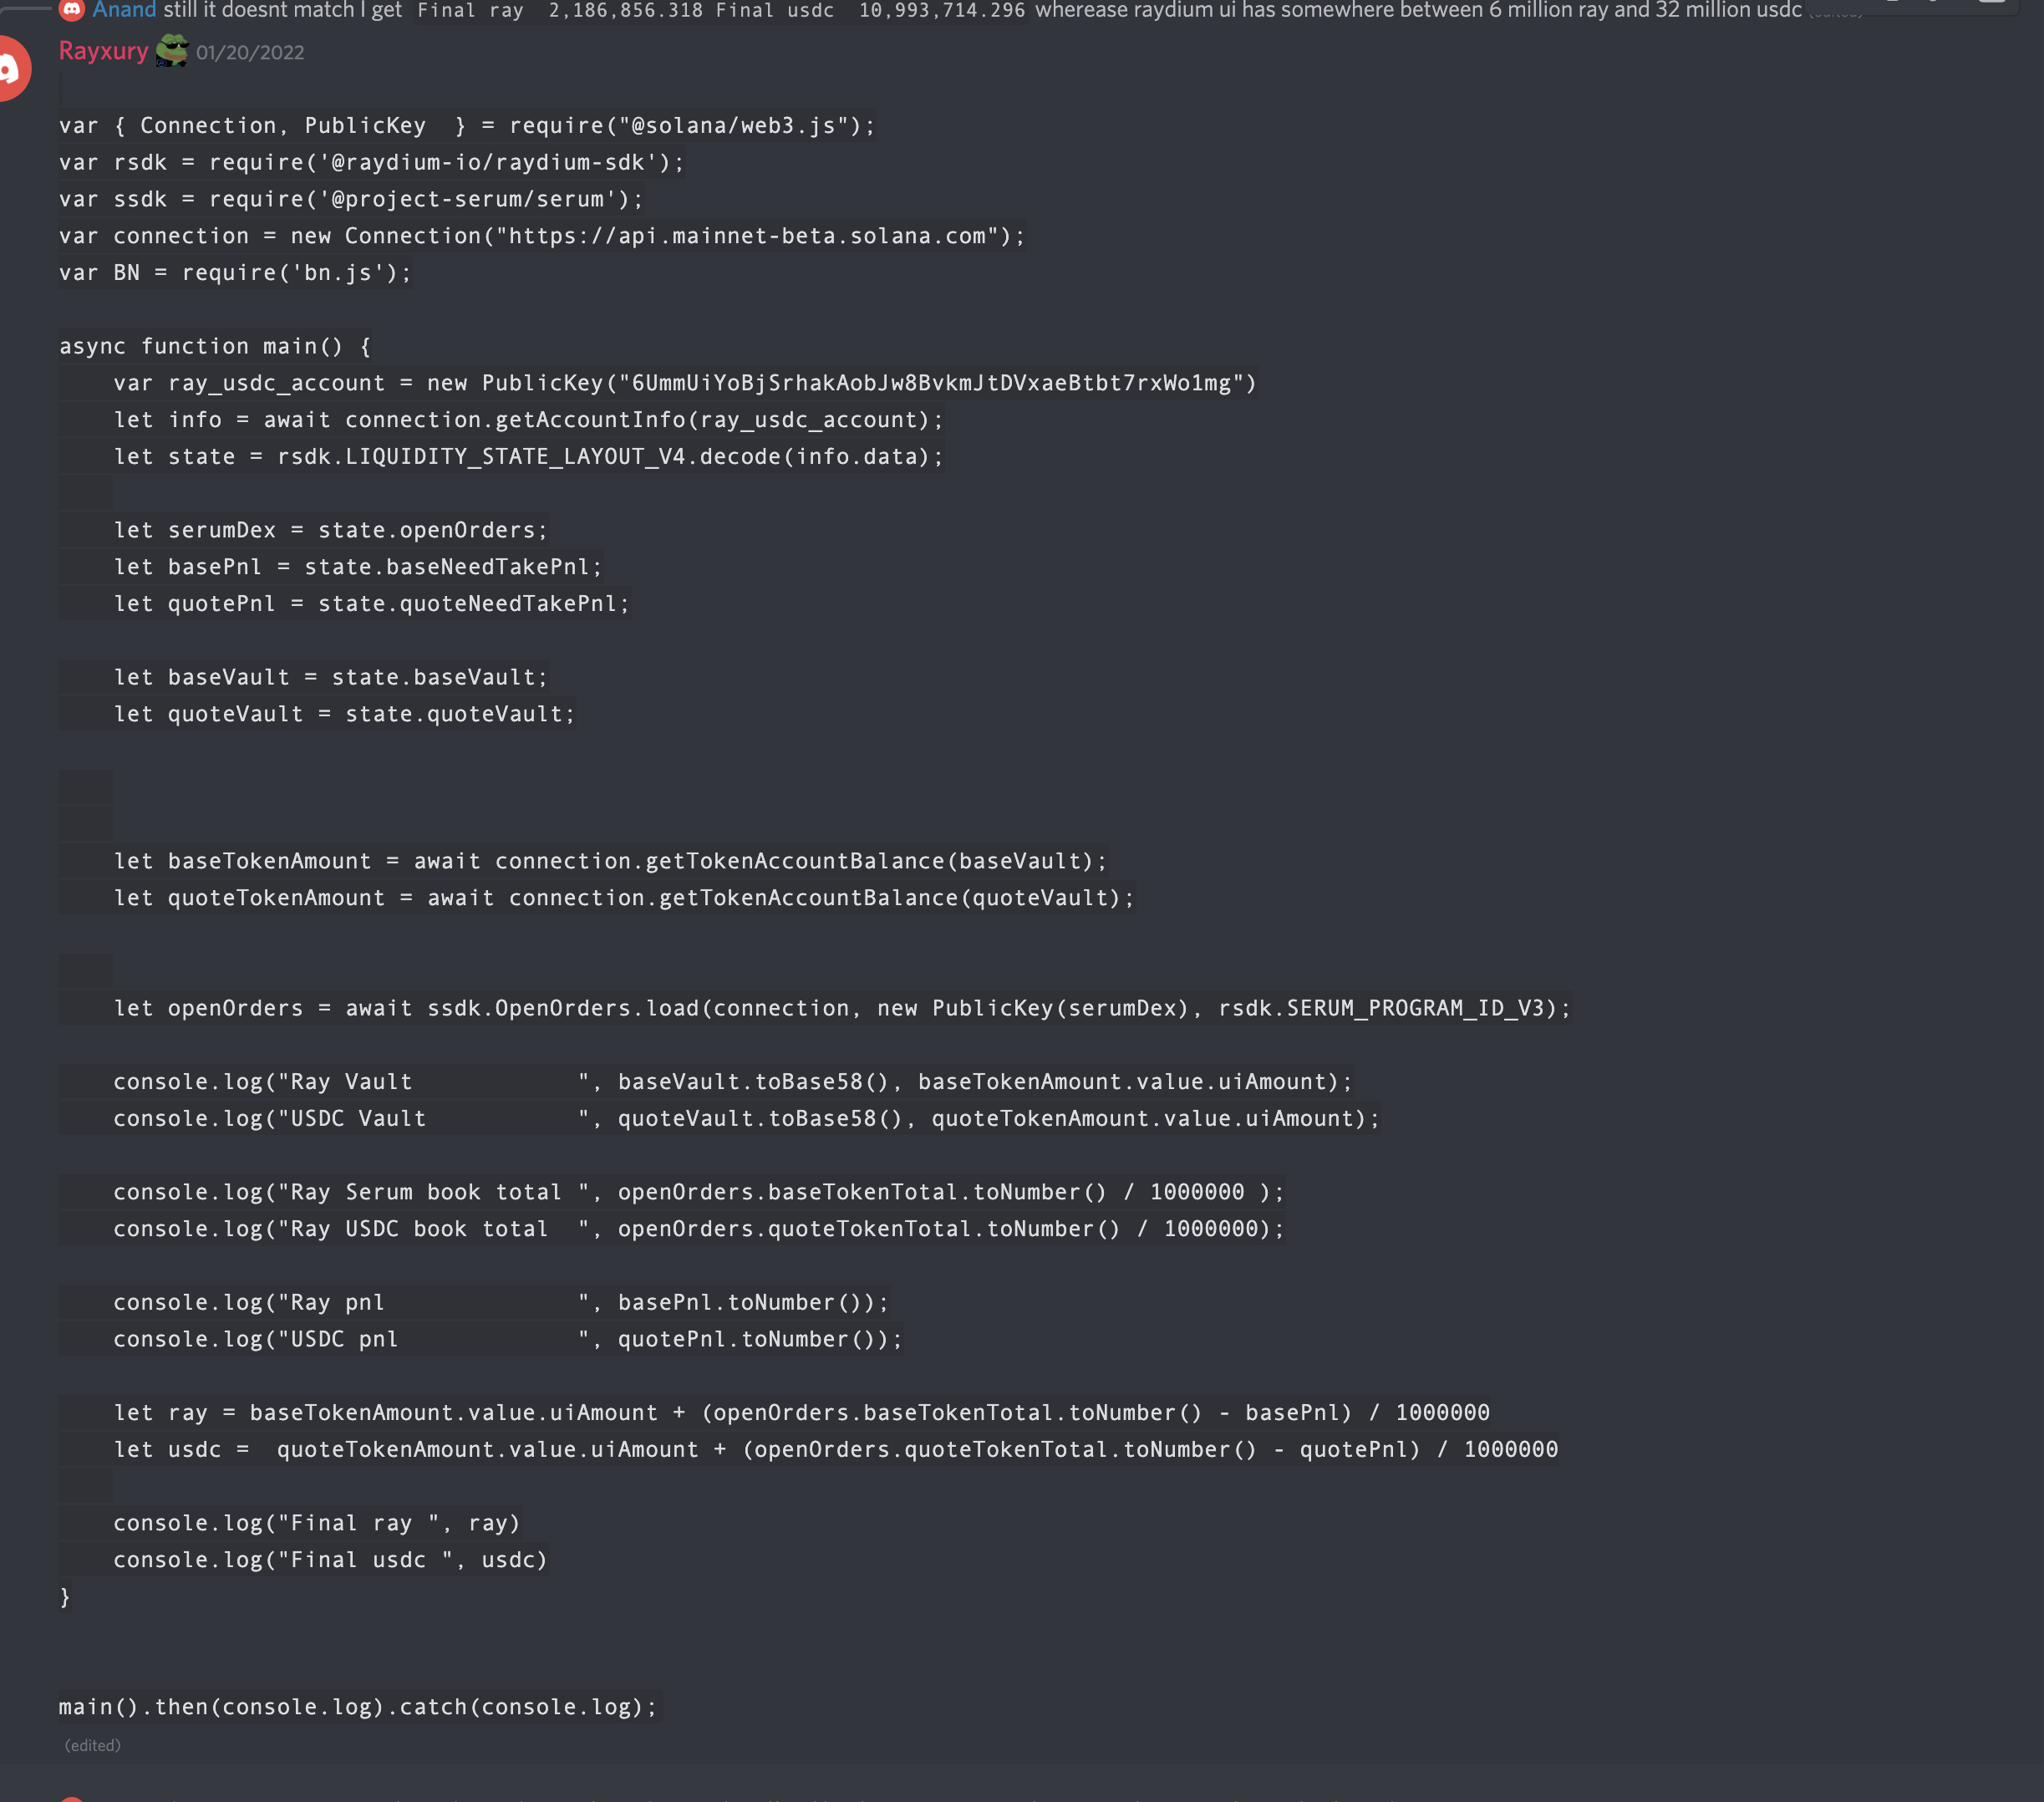 Anand still it doesnt match I get Final ray  2,186,856.318 Final usdc  10,993,714.296 wherease raydium ui has somewhere between 6 million ray and 32 million usdc
Rayxury 01/20/2022
var { Connection, PublicKey  } = require("@solana/web3.js");
var rsdk = require('@raydium-io/raydium-sdk');
var ssdk = require('@project-serum/serum');
var connection = new Connection("https://api.mainnet-beta.solana.com");
var BN = require('bn.js');
async function main() {
    var ray_usdc_account = new PublicKey("6UmmUiYoBjSrhakAobJw8BvkmJtDVxaeBtbt7rxWo1mg")
    let info = await connection.getAccountInfo(ray_usdc_account);
    let state = rsdk.LIQUIDITY_STATE_LAYOUT_V4.decode(info.data);
    let serumDex = state.openOrders;
    let basePnl = state.baseNeedTakePnl;
    let quotePnl = state.quoteNeedTakePnl;
    let baseVault = state.baseVault;
    let quoteVault = state.quoteVault;
    let baseTokenAmount = await connection.getTokenAccountBalance(baseVault);
    let quoteTokenAmount = await connection.getTokenAccountBalance(quoteVault);
    let openOrders = await ssdk.OpenOrders.load(connection, new PublicKey(serumDex), rsdk.SERUM_PROGRAM_ID_V3);
    console.log("Ray Vault            ", baseVault.toBase58(), baseTokenAmount.value.uiAmount);
    console.log("USDC Vault           ", quoteVault.toBase58(), quoteTokenAmount.value.uiAmount);
    console.log("Ray Serum book total ", openOrders.baseTokenTotal.toNumber() / 1000000 );
    console.log("Ray USDC book total  ", openOrders.quoteTokenTotal.toNumber() / 1000000);
    console.log("Ray pnl              ", basePnl.toNumber());
    console.log("USDC pnl             ", quotePnl.toNumber());
    let ray = baseTokenAmount.value.uiAmount + (openOrders.baseTokenTotal.toNumber() - basePnl) / 1000000
    let usdc =  quoteTokenAmount.value.uiAmount + (openOrders.quoteTokenTotal.toNumber() - quotePnl) / 1000000
    console.log("Final ray ", ray)
    console.log("Final usdc ", usdc)
}
main().then(console.log).catch(console.log);
(edited)